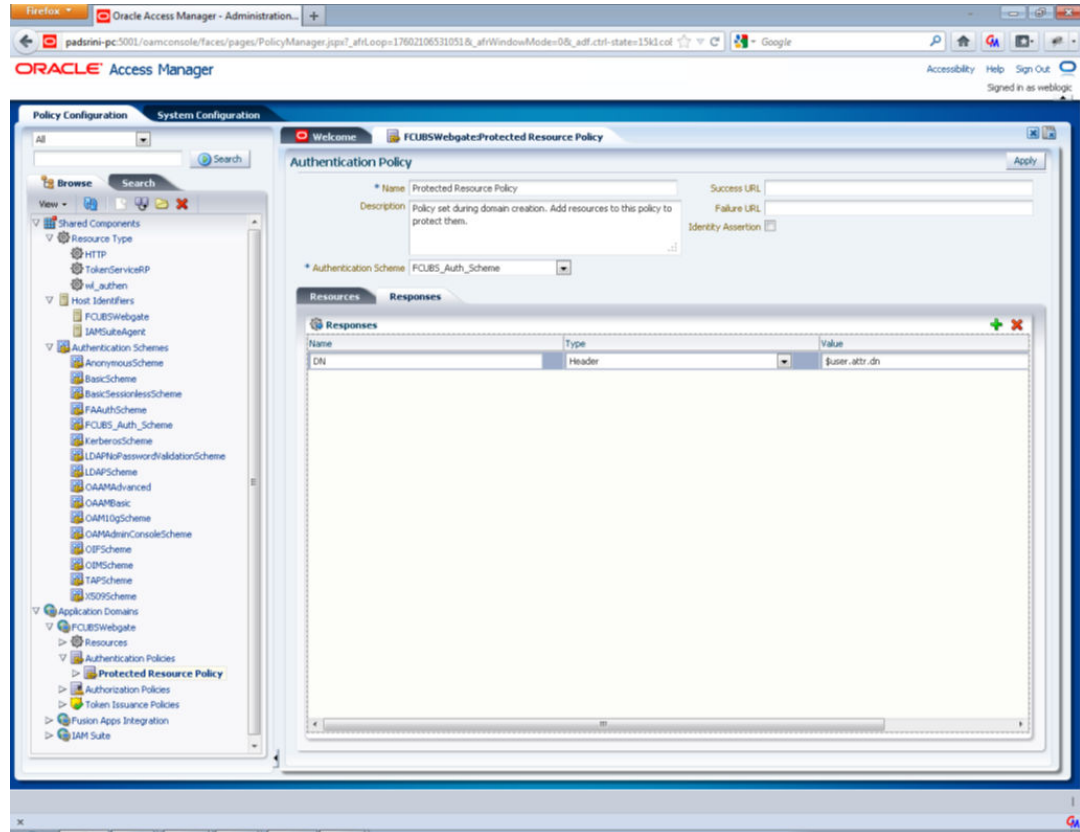 Firefox
Oracle Access Manager - Administration...
padsrini-pc:5001/oamconsole/faces/pages/PolicyManager.jspx?_afrLoop=17602106531051&_afrWindowMode=0&_adf.ctrl-state=15k1col
Google
ORACLE Access Manager
Accessibility Help Sign Out
Signed in as weblogic
Policy Configuration System Configuration
All
Search
Browse Search
View
Shared Components
Resource Type
HTTP
TokenServiceRP
wl_authen
Host Identifiers
FCUBSWebgate
IAMSuiteAgent
Authentication Schemes
AnonymousScheme
BasicScheme
BasicSessionlessScheme
FAAuthScheme
FCUBS_Auth_Scheme
KerberosScheme
LDAPNoPasswordValidationScheme
LDAPScheme
OAAMAdvanced
OAAMBasic
OAM10gScheme
OAMAdminConsoleScheme
OIFScheme
OIMScheme
TAPScheme
X509Scheme
Application Domains
FCUBSWebgate
Resources
Authentication Policies
Protected Resource Policy
Authorization Policies
Token Issuance Policies
Fusion Apps Integration
IAM Suite
Welcome FCUBSWebgate:Protected Resource Policy
Authentication Policy
Apply
* Name Protected Resource Policy
Description Policy set during domain creation. Add resources to this policy to
protect them.
Success URL
Failure URL
Identity Assertion
* Authentication Scheme FCUBS_Auth_Scheme
Resources Responses
Responses
Name Type Value
DN Header $user.attr.dn